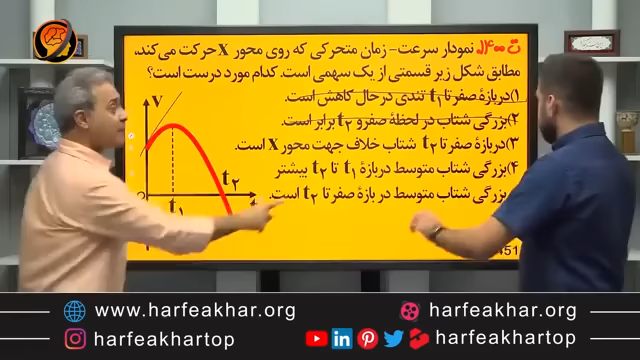 ت ۱۴۰۰ نمودار سرعت- زمان متحرکی که روی محور X حرکت می‌کند،
مطابق شکل زیر قسمتی از یک سهمی است. کدام مورد درست است؟
۱) در بازهٔ صفر تا t₁ تندی در حال کاهش است.
۲) بزرگی شتاب در لحظهٔ صفر و t₂ برابر است.
۳) در بازهٔ صفر تا t₂ شتاب خلاف جهت محور X است.
۴) بزرگی شتاب متوسط در بازهٔ t₁ تا t₂ بیشتر
بزرگی شتاب متوسط در بازهٔ صفر تا t₂ است.
V
t₂
t₁
451
www.harfeakhar.org
harfeakhar.org
harfeakhartop
harfeakhartop